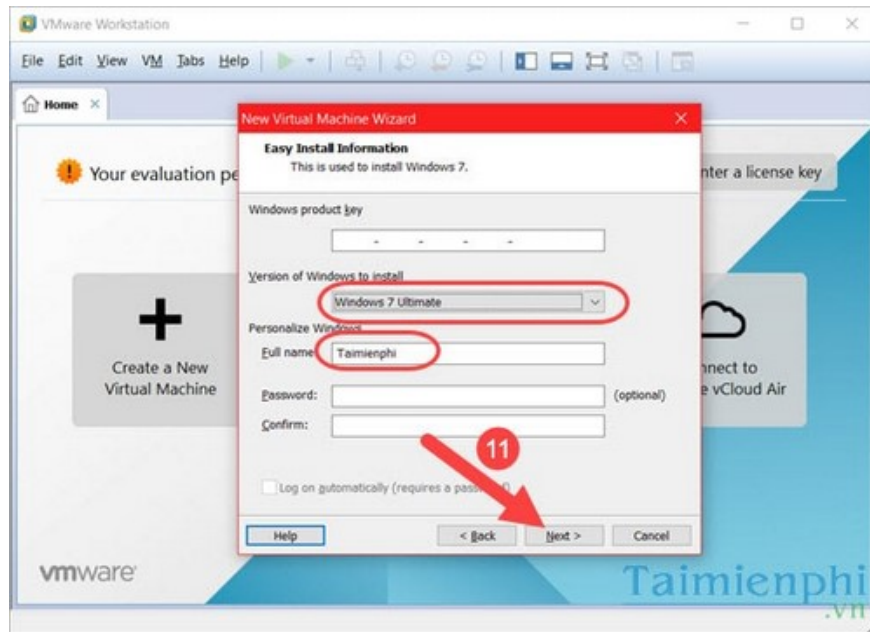 VMware Workstation
File Edit View VM Tabs Help
Home
New Virtual Machine Wizard
Easy Install Information
This is used to install Windows 7.
Your evaluation pe
nter a license key
Windows product key
- - - -
Version of Windows to install
Windows 7 Ultimate
Personalize Windows
Full name
Taimienphi
Create a New
Virtual Machine
nnect to
e vCloud Air
Password:
(optional)
Confirm:
11
Log on automatically (requires a password)
Help
< Back
Next >
Cancel
vmware
Taimienphi
.vn